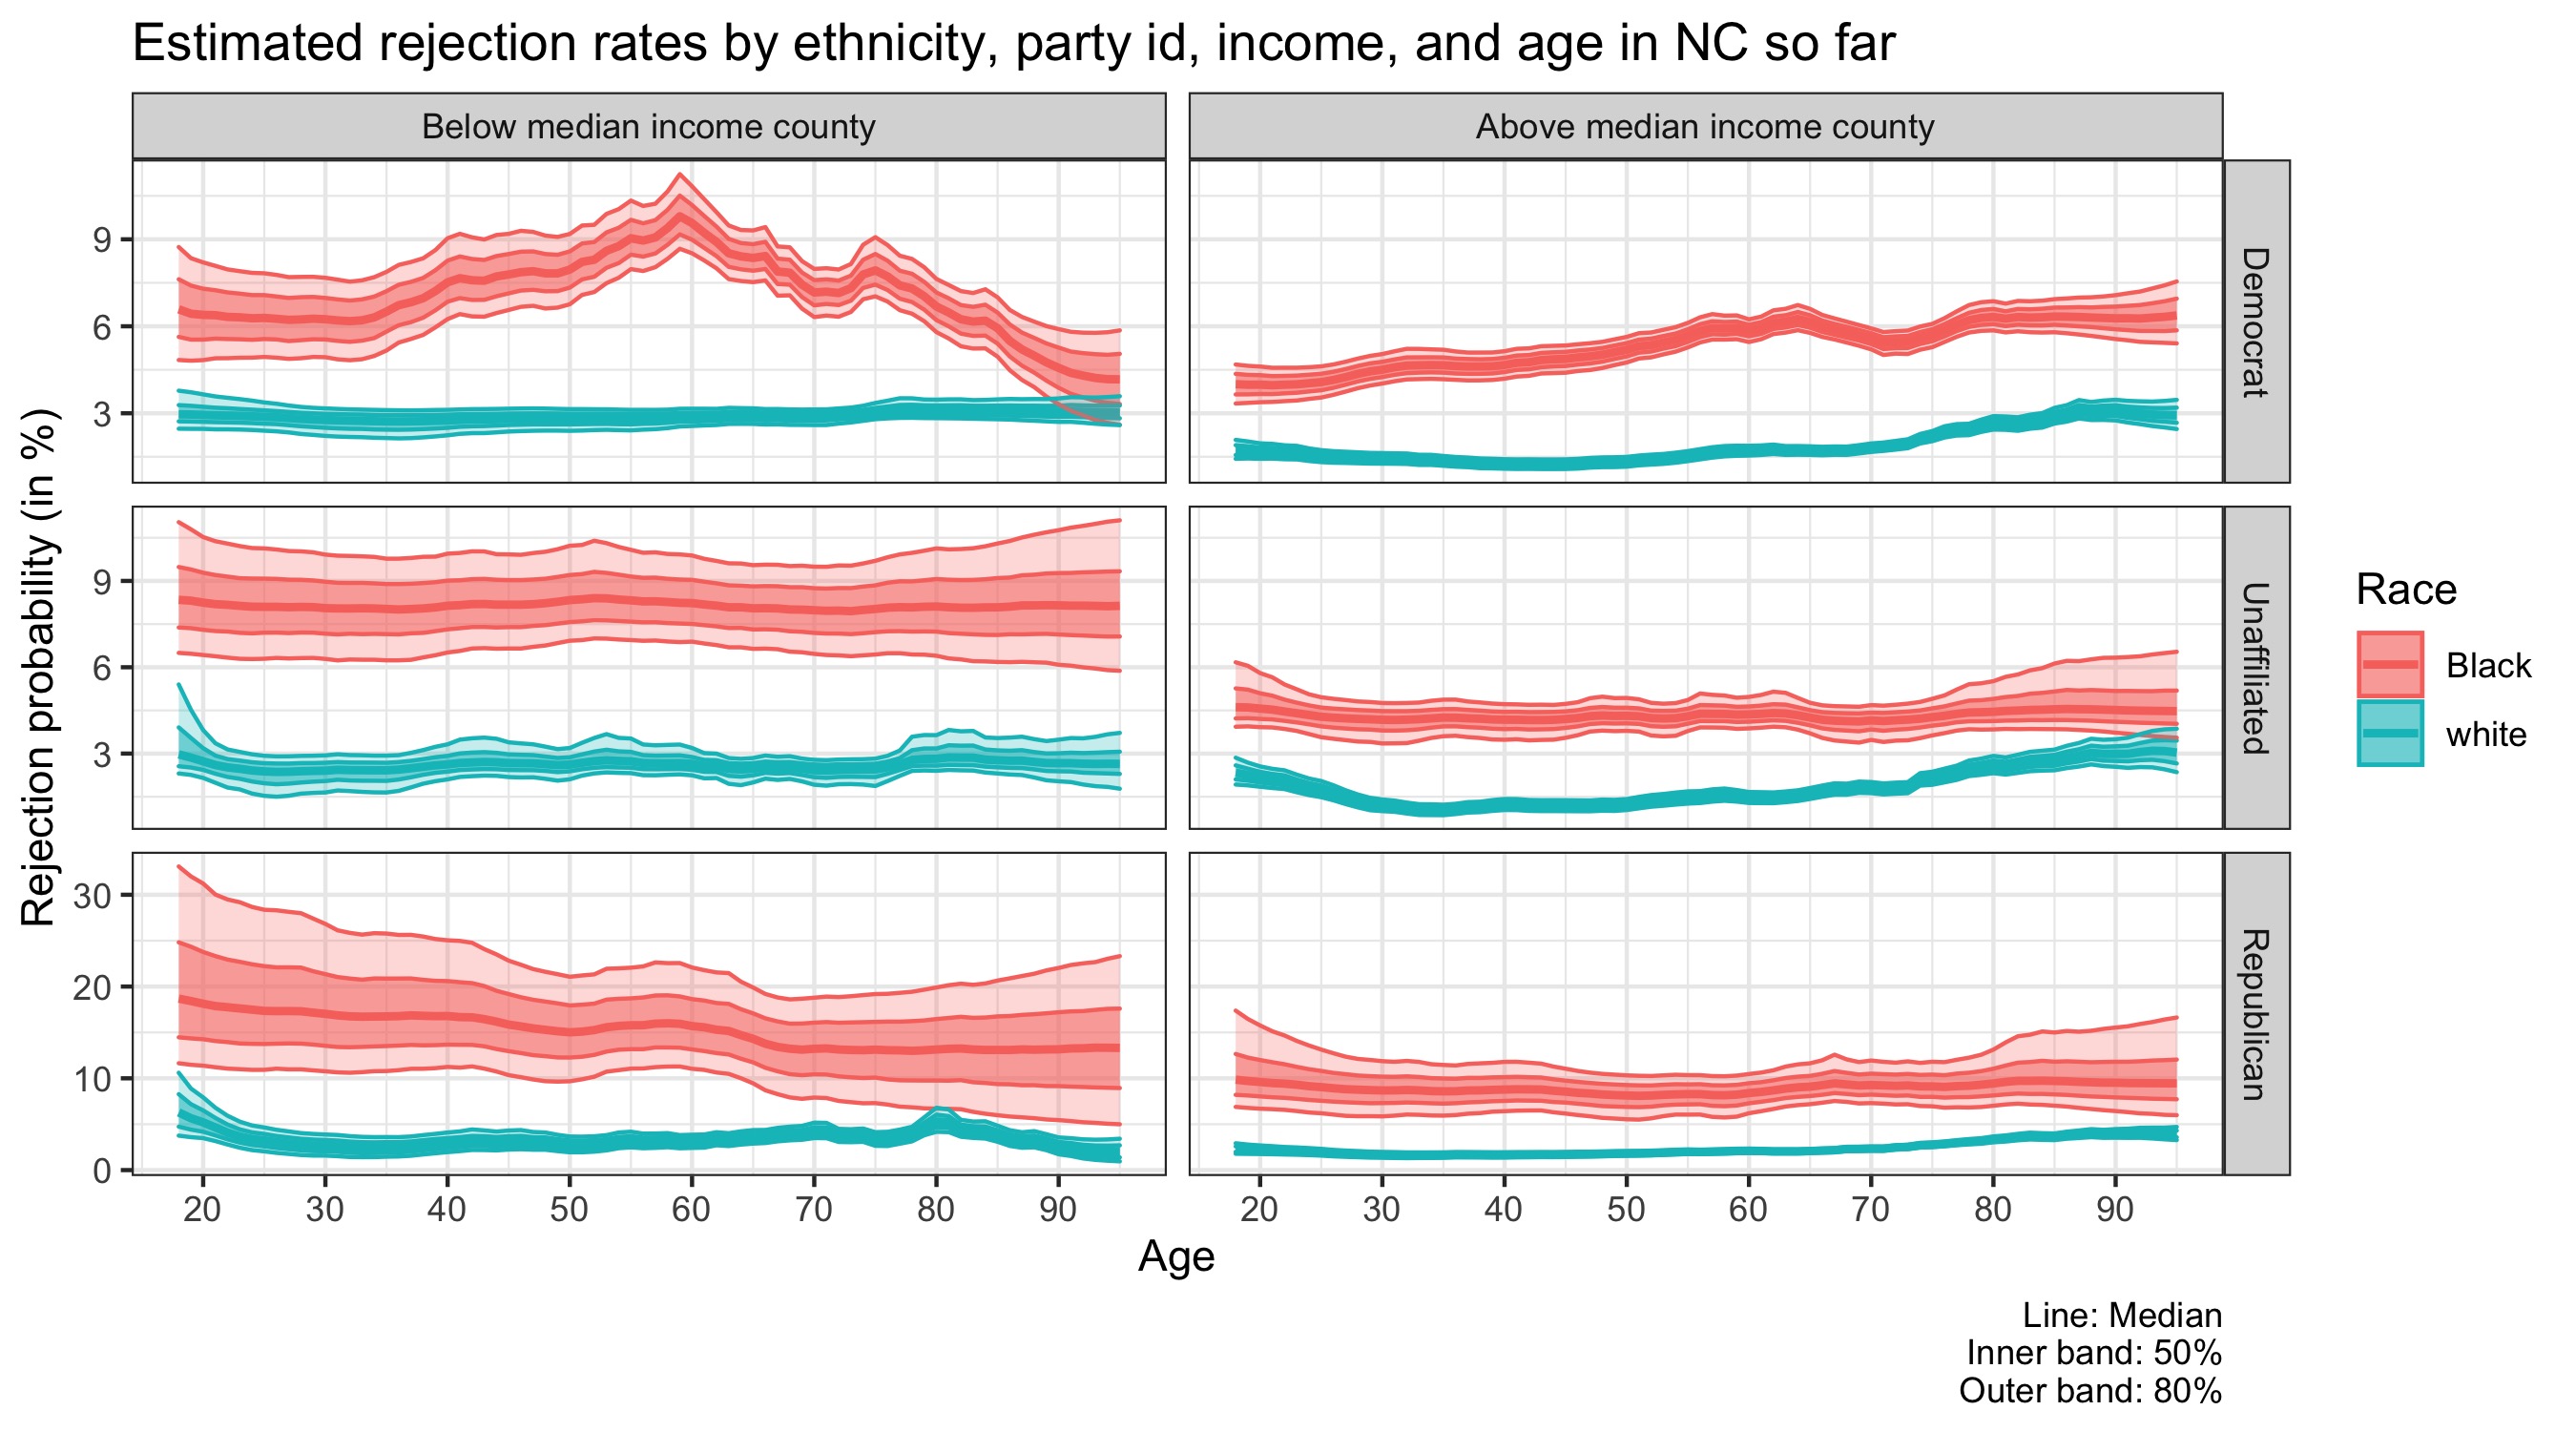 Estimated rejection rates by ethnicity, party id, income, and age in NC so far
Below median income county
Above median income county
Rejection probability (in %)
9
6
3
Democrat
9
6
3
Unaffiliated
30
20
10
0
Republican
20 30 40 50 60 70 80 90
20 30 40 50 60 70 80 90
Age
Race
Black
white
Line: Median
Inner band: 50%
Outer band: 80%